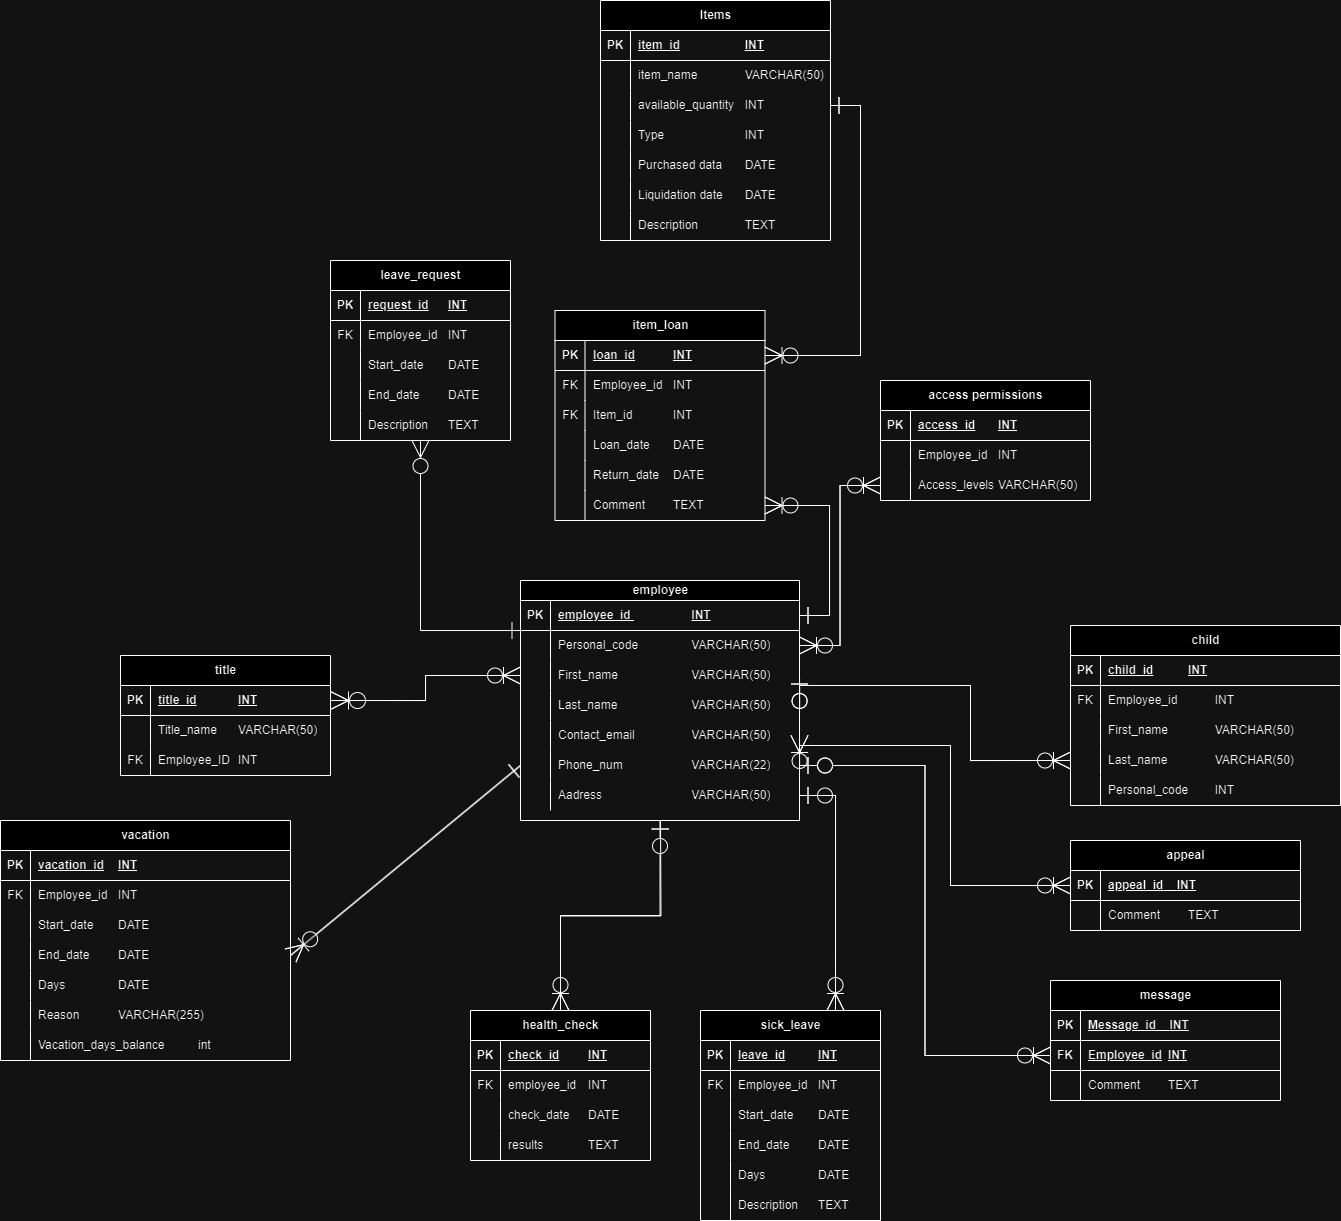 Items
PK item_id INT
item_name VARCHAR(50)
available_quantity INT
Type INT
Purchased data DATE
Liquidation date DATE
Description TEXT
leave_request
PK request_id INT
FK Employee_id INT
Start_date DATE
End_date DATE
Description TEXT
item_loan
PK loan_id INT
FK Employee_id INT
FK Item_id INT
Loan_date DATE
Return_date DATE
Comment TEXT
access permissions
PK access_id INT
Employee_id INT
Access_levels VARCHAR(50)
employee
PK employee_id INT
Personal_code VARCHAR(50)
First_name VARCHAR(50)
Last_name VARCHAR(50)
Contact_email VARCHAR(50)
Phone_num VARCHAR(22)
Aadress VARCHAR(50)
title
PK title_id INT
Title_name VARCHAR(50)
FK Employee_ID INT
child
PK child_id INT
FK Employee_id INT
First_name VARCHAR(50)
Last_name VARCHAR(50)
Personal_code INT
vacation
PK vacation_id INT
FK Employee_id INT
Start_date DATE
End_date DATE
Days DATE
Reason VARCHAR(255)
Vacation_days_balance int
appeal
PK appeal_id INT
Comment TEXT
message
PK Message_id INT
FK Employee_id INT
Comment TEXT
health_check
PK check_id INT
FK employee_id INT
check_date DATE
results TEXT
sick_leave
PK leave_id INT
FK Employee_id INT
Start_date DATE
End_date DATE
Days DATE
Description TEXT